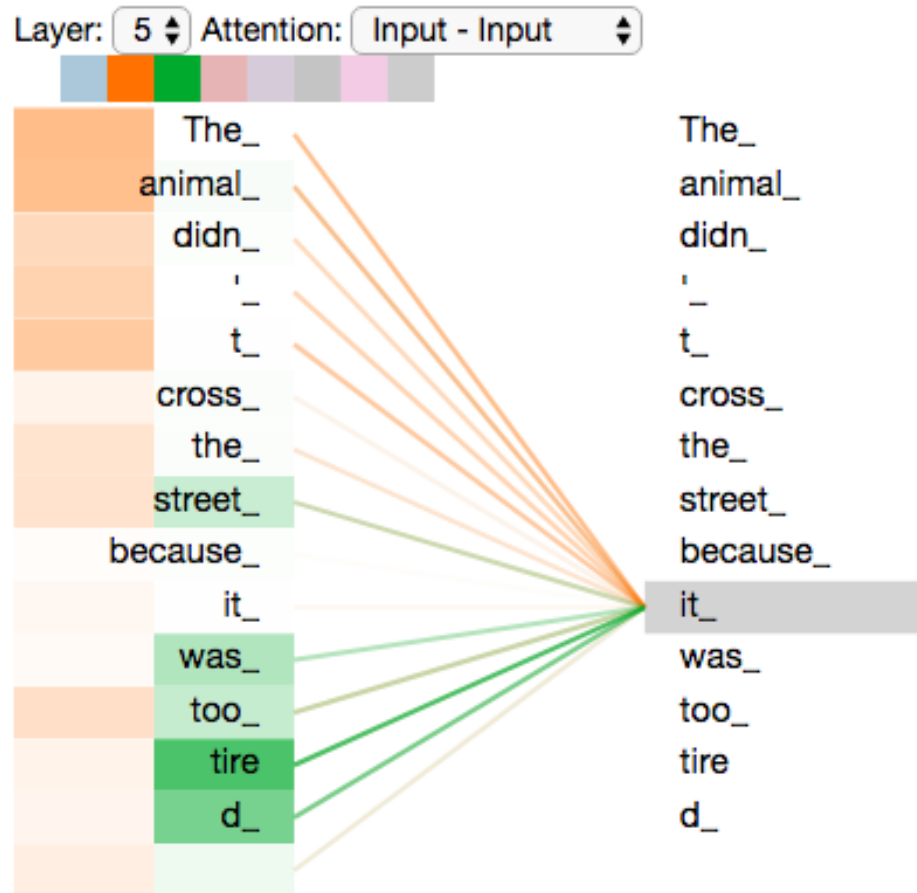 Layer: 5 Attention: Input - Input
The_ The_
animal_ animal_
didn_ didn_
'_ '_
t_ t_
cross_ cross_
the_ the_
street_ street_
because_ because_
it_ it_
was_ was_
too_ too_
tire tire
d_ d_